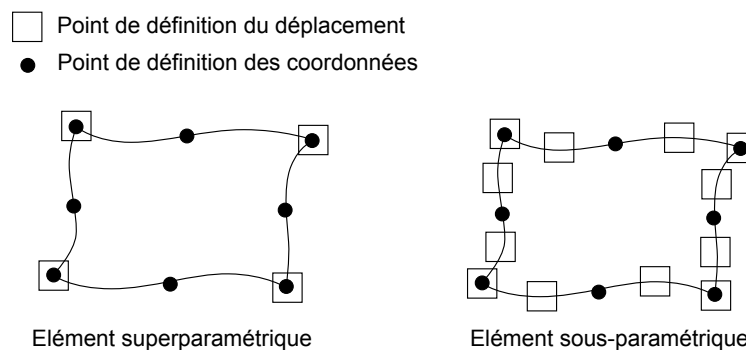 Point de définition du déplacement
Point de définition des coordonnées
Elément superparamétrique
Elément sous-paramétrique